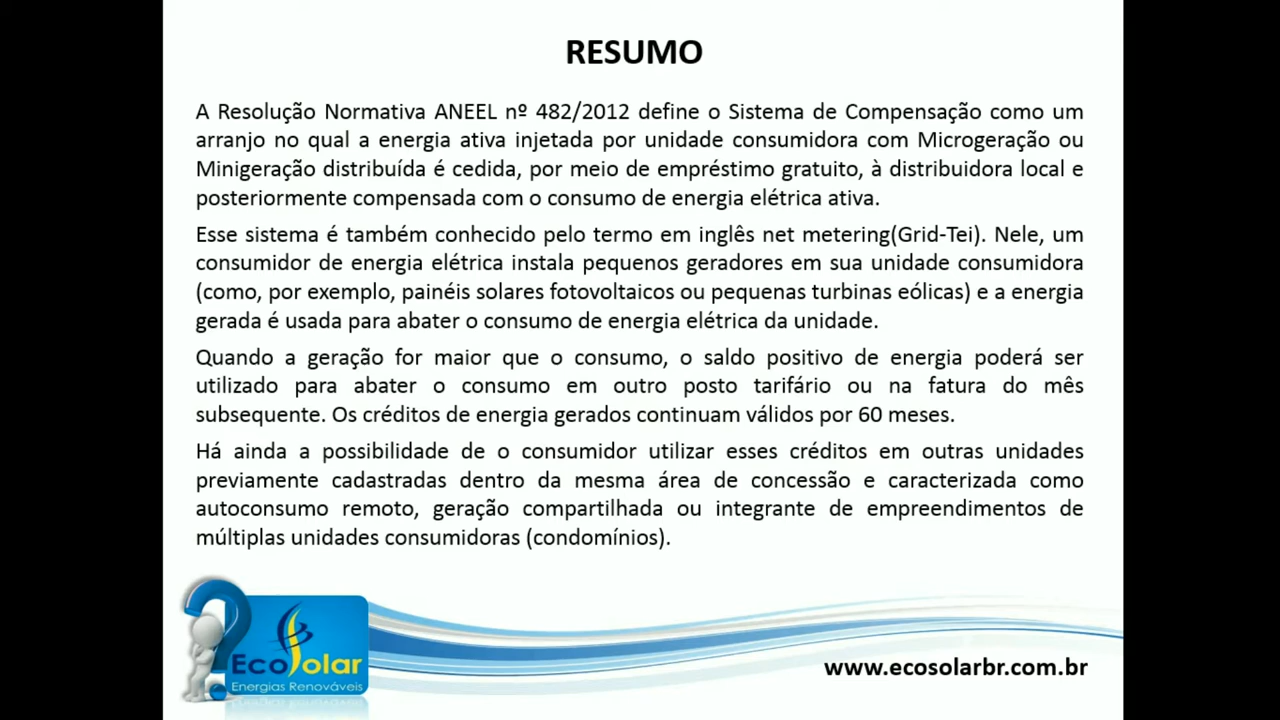 RESUMO
A Resolução Normativa ANEEL nº 482/2012 define o Sistema de Compensação como um
arranjo no qual a energia ativa injetada por unidade consumidora com Microgeração ou
Minigeração distribuída é cedida, por meio de empréstimo gratuito, à distribuidora local e
posteriormente compensada com o consumo de energia elétrica ativa.
Esse sistema é também conhecido pelo termo em inglês net metering(Grid-Tei). Nele, um
consumidor de energia elétrica instala pequenos geradores em sua unidade consumidora
(como, por exemplo, painéis solares fotovoltaicos ou pequenas turbinas eólicas) e a energia
gerada é usada para abater o consumo de energia elétrica da unidade.
Quando a geração for maior que o consumo, o saldo positivo de energia poderá ser
utilizado para abater o consumo em outro posto tarifário ou na fatura do mês
subsequente. Os créditos de energia gerados continuam válidos por 60 meses.
Há ainda a possibilidade de o consumidor utilizar esses créditos em outras unidades
previamente cadastradas dentro da mesma área de concessão e caracterizada como
autoconsumo remoto, geração compartilhada ou integrante de empreendimentos de
múltiplas unidades consumidoras (condomínios).
EcoSolar
Energias Renováveis
www.ecosolarbr.com.br